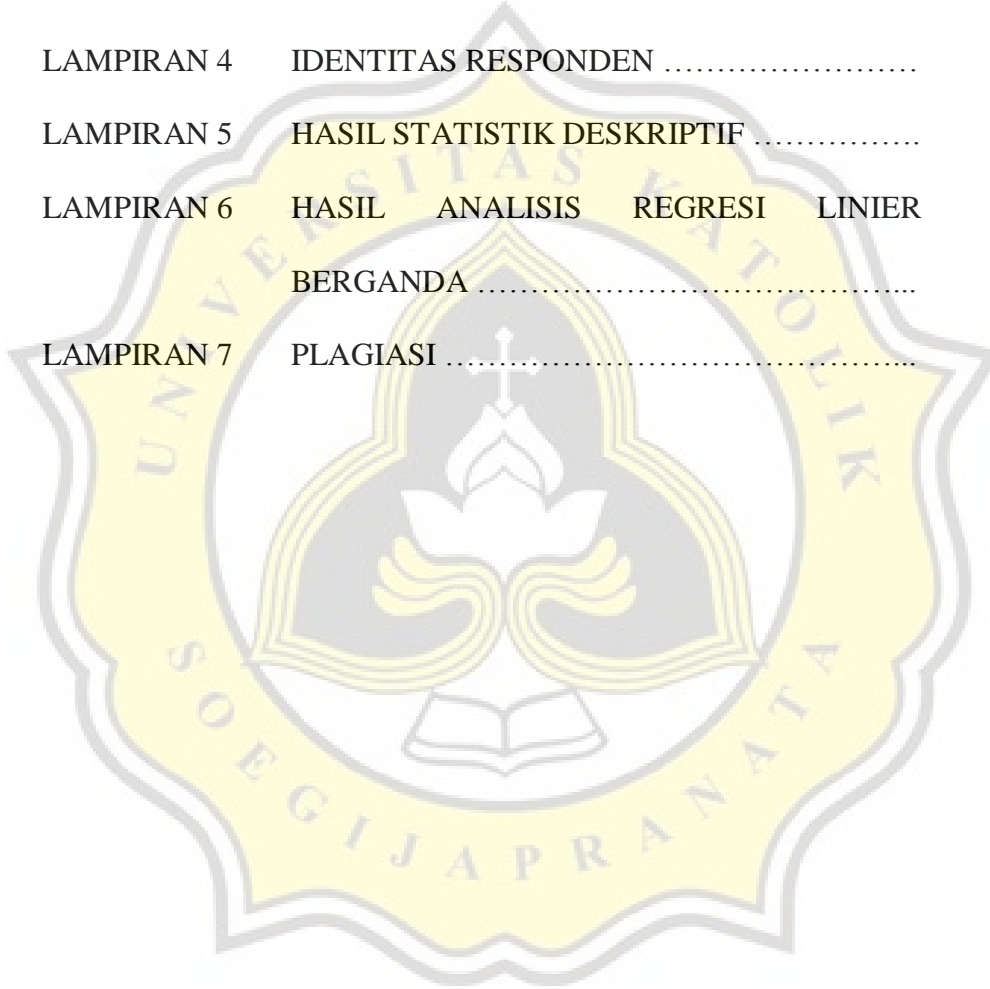 LAMPIRAN 4 IDENTITAS RESPONDEN ……………………
LAMPIRAN 5 HASIL STATISTIK DESKRIPTIF …………….
LAMPIRAN 6 HASIL ANALISIS REGRESI LINIER
BERGANDA …………………………………....
LAMPIRAN 7 PLAGIASI ……………………………………...
UNIVERSITAS KATOLIK
SOEGIJAPRANATA